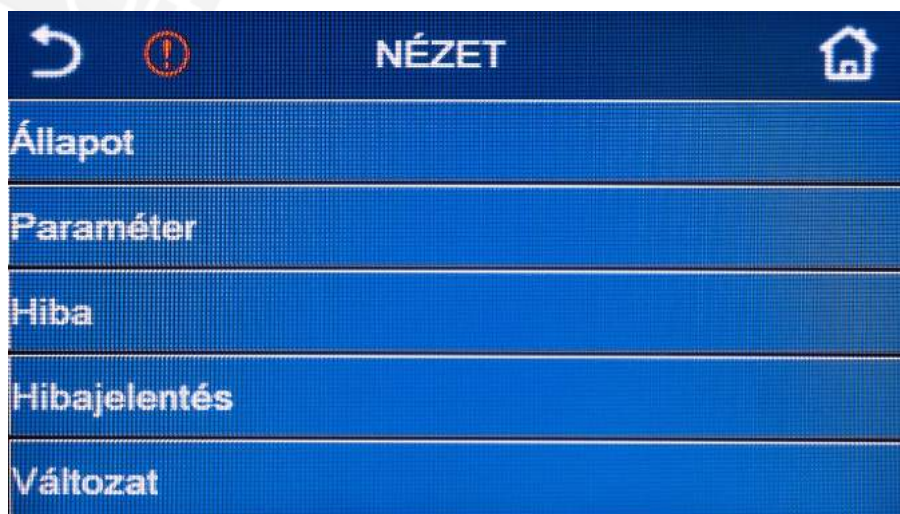 NÉZET
Állapot
Paraméter
Hiba
Hibajelentés
Változat